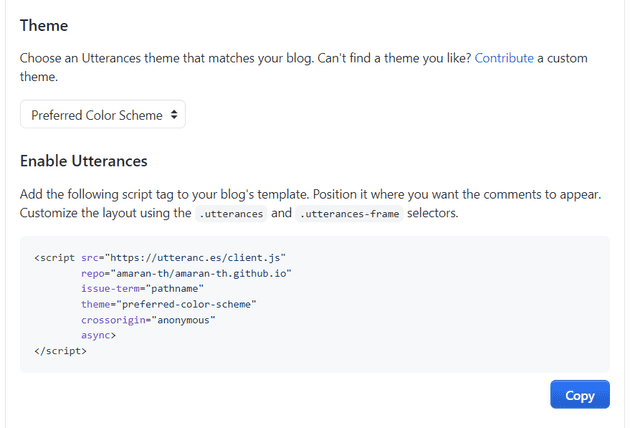 Theme
Choose an Utterances theme that matches your blog. Can't find a theme you like? Contribute a custom
theme.
Preferred Color Scheme
Enable Utterances
Add the following script tag to your blog's template. Position it where you want the comments to appear.
Customize the layout using the .utterances and .utterances-frame selectors.
<script src="https://utteranc.es/client.js"
        repo="amaran-th/amaran-th.github.io"
        issue-term="pathname"
        theme="preferred-color-scheme"
        crossorigin="anonymous"
        async>
</script>
Copy